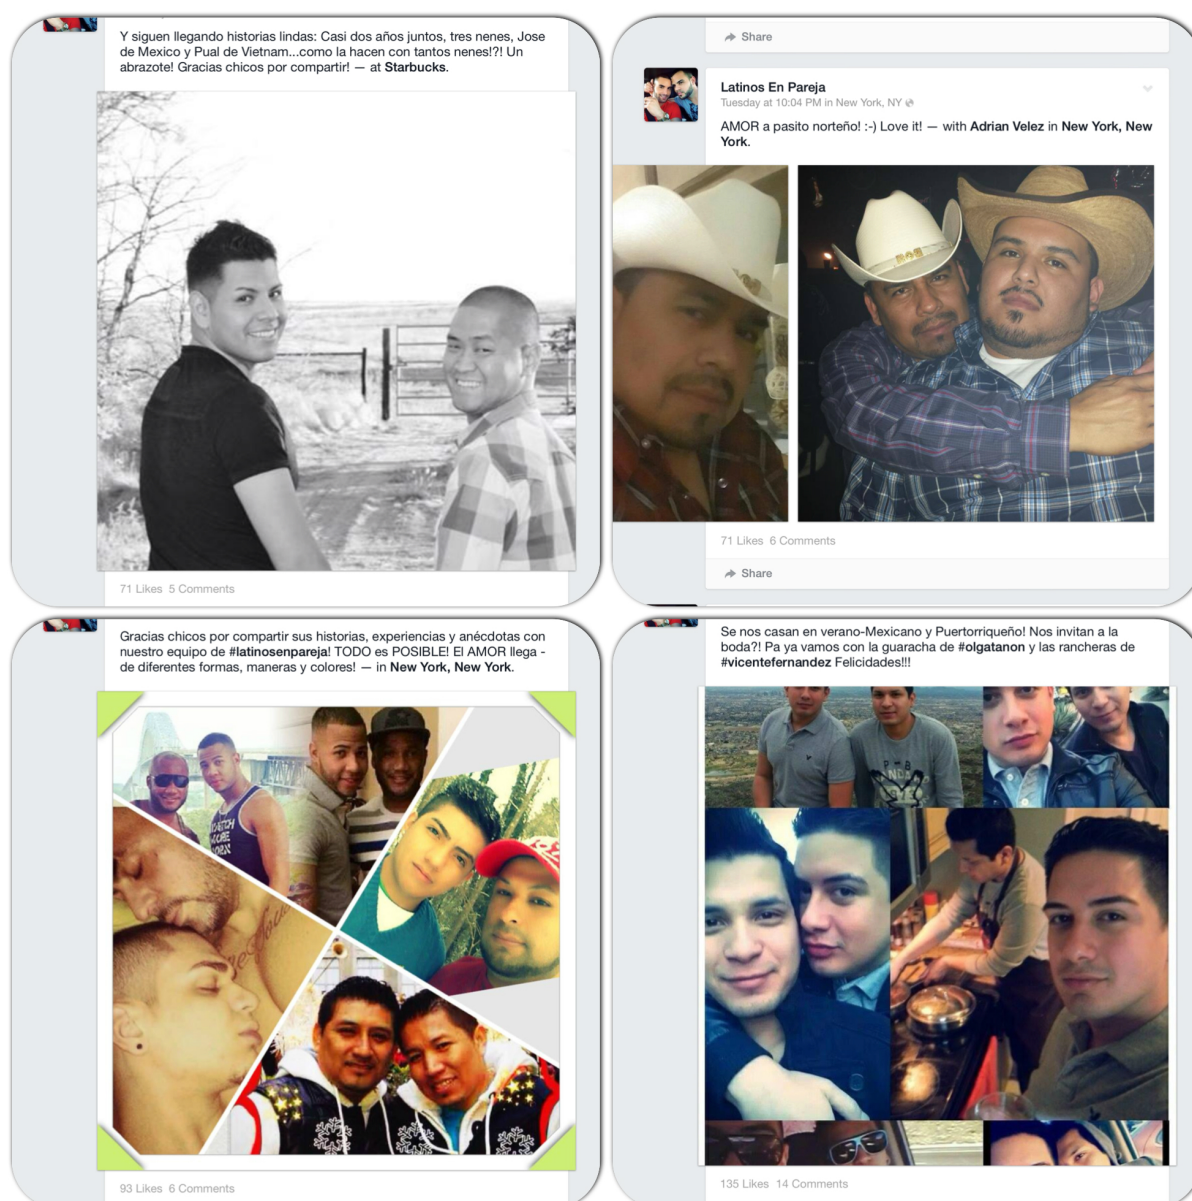 Y siguen llegando historias lindas: Casi dos años juntos, tres nenes, Jose
de Mexico y Pual de Vietnam...como la hacen con tantos nenes!?! Un
abrazote! Gracias chicos por compartir! — at Starbucks.
71 Likes 5 Comments
Share
Latinos En Pareja
Tuesday at 10:04 PM in New York, NY
AMOR a pasito norteño! :-) Love it! — with Adrian Velez in New York, New
York.
71 Likes 6 Comments
Share
Gracias chicos por compartir sus historias, experiencias y anécdotas con
nuestro equipo de #latinosenpareja! TODO es POSIBLE! El AMOR llega -
de diferentes formas, maneras y colores! — in New York, New York.
93 Likes 6 Comments
Se nos casan en verano-Mexicano y Puertorriqueño! Nos invitan a la
boda?! Pa ya vamos con la guaracha de #olgatanon y las rancheras de
#vicentefernandez Felicidades!!!
135 Likes 14 Comments